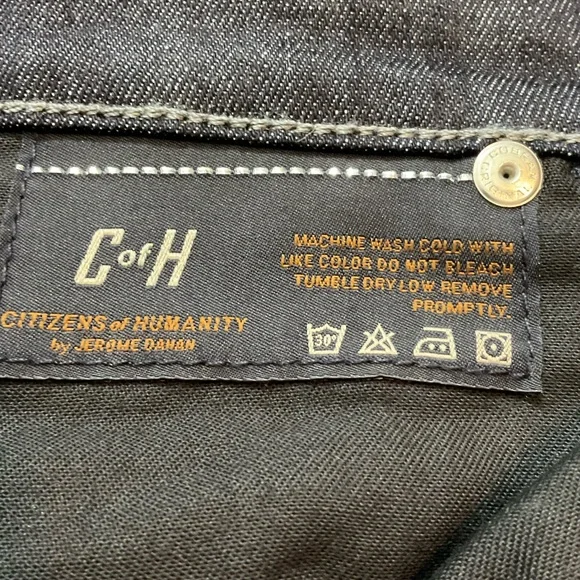 C of H
CITIZENS of HUMANITY
by JEROME DAHAN
MACHINE WASH COLD WITH
LIKE COLOR DO NOT BLEACH
TUMBLE DRY LOW REMOVE
PROMPTLY.
30°